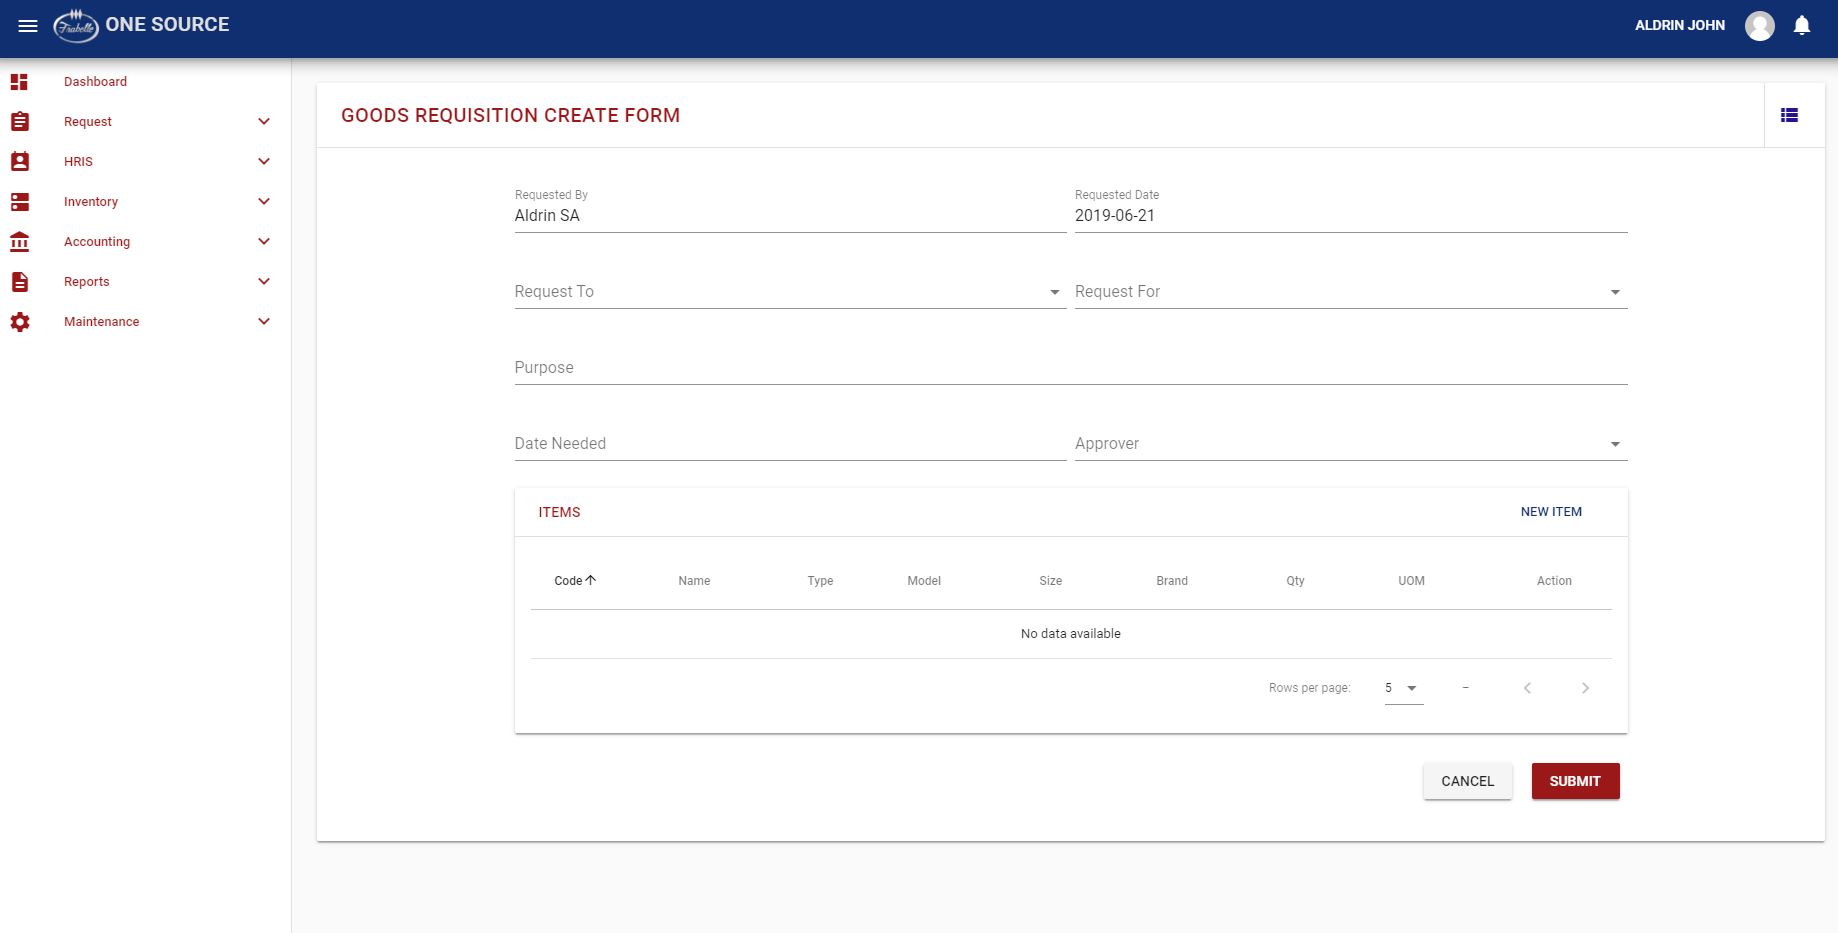 Frabelle ONE SOURCE
ALDRIN JOHN
Dashboard
Request
HRIS
Inventory
Accounting
Reports
Maintenance
GOODS REQUISITION CREATE FORM
Requested By
Aldrin SA
Requested Date
2019-06-21
Request To
Request For
Purpose
Date Needed
Approver
ITEMS
NEW ITEM
Code Name Type Model Size Brand Qty UOM Action
No data available
Rows per page: 5 –
CANCEL
SUBMIT